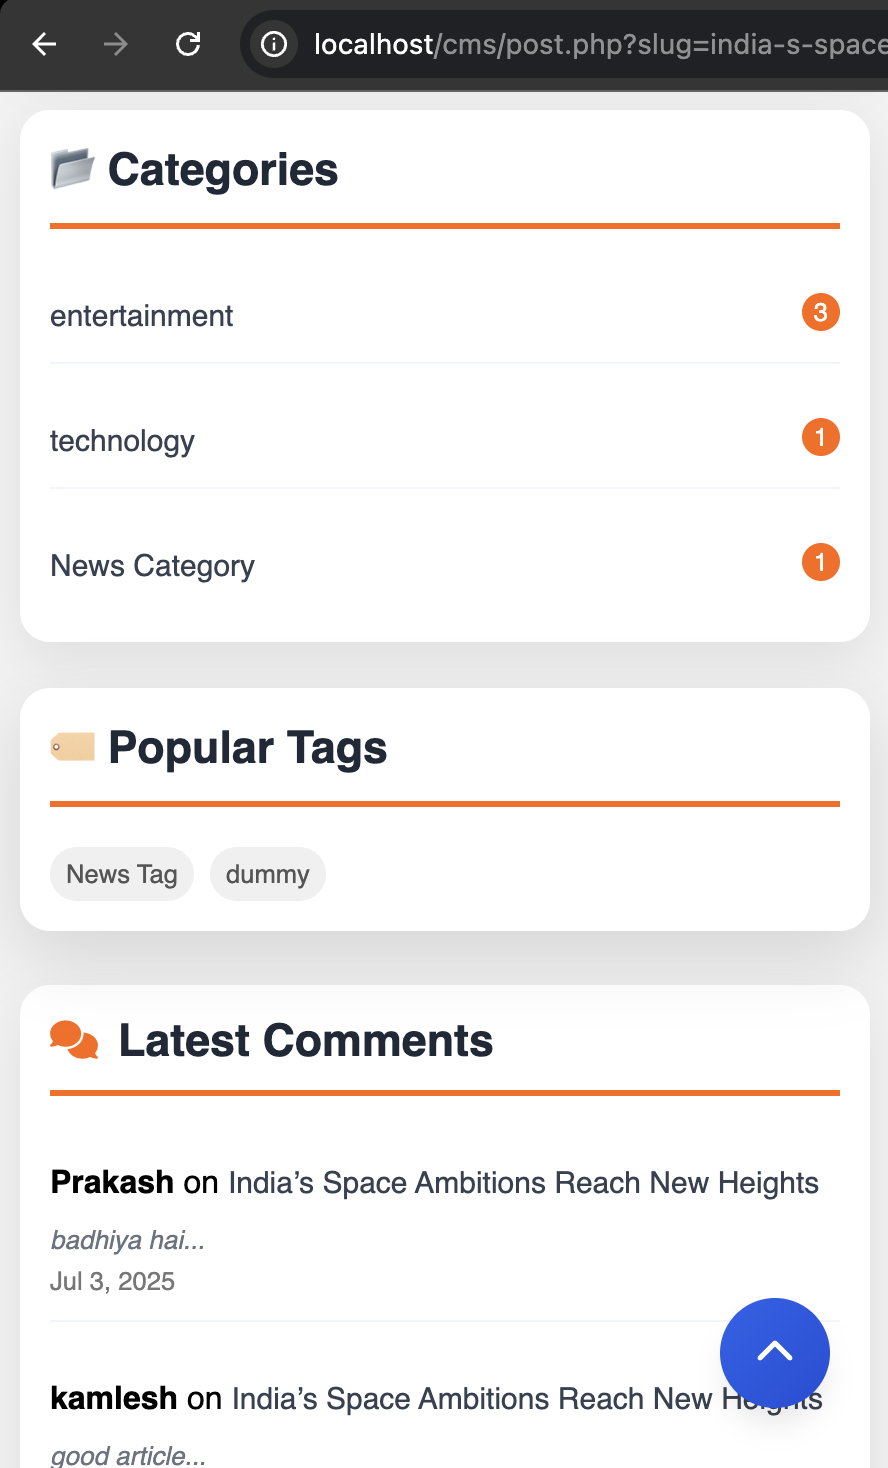 localhost/cms/post.php?slug=india-s-space
Categories
entertainment 3
technology 1
News Category 1
Popular Tags
News Tag dummy
Latest Comments
Prakash on India’s Space Ambitions Reach New Heights
badhiya hai...
Jul 3, 2025
kamlesh on India’s Space Ambitions Reach New Heights
good article...